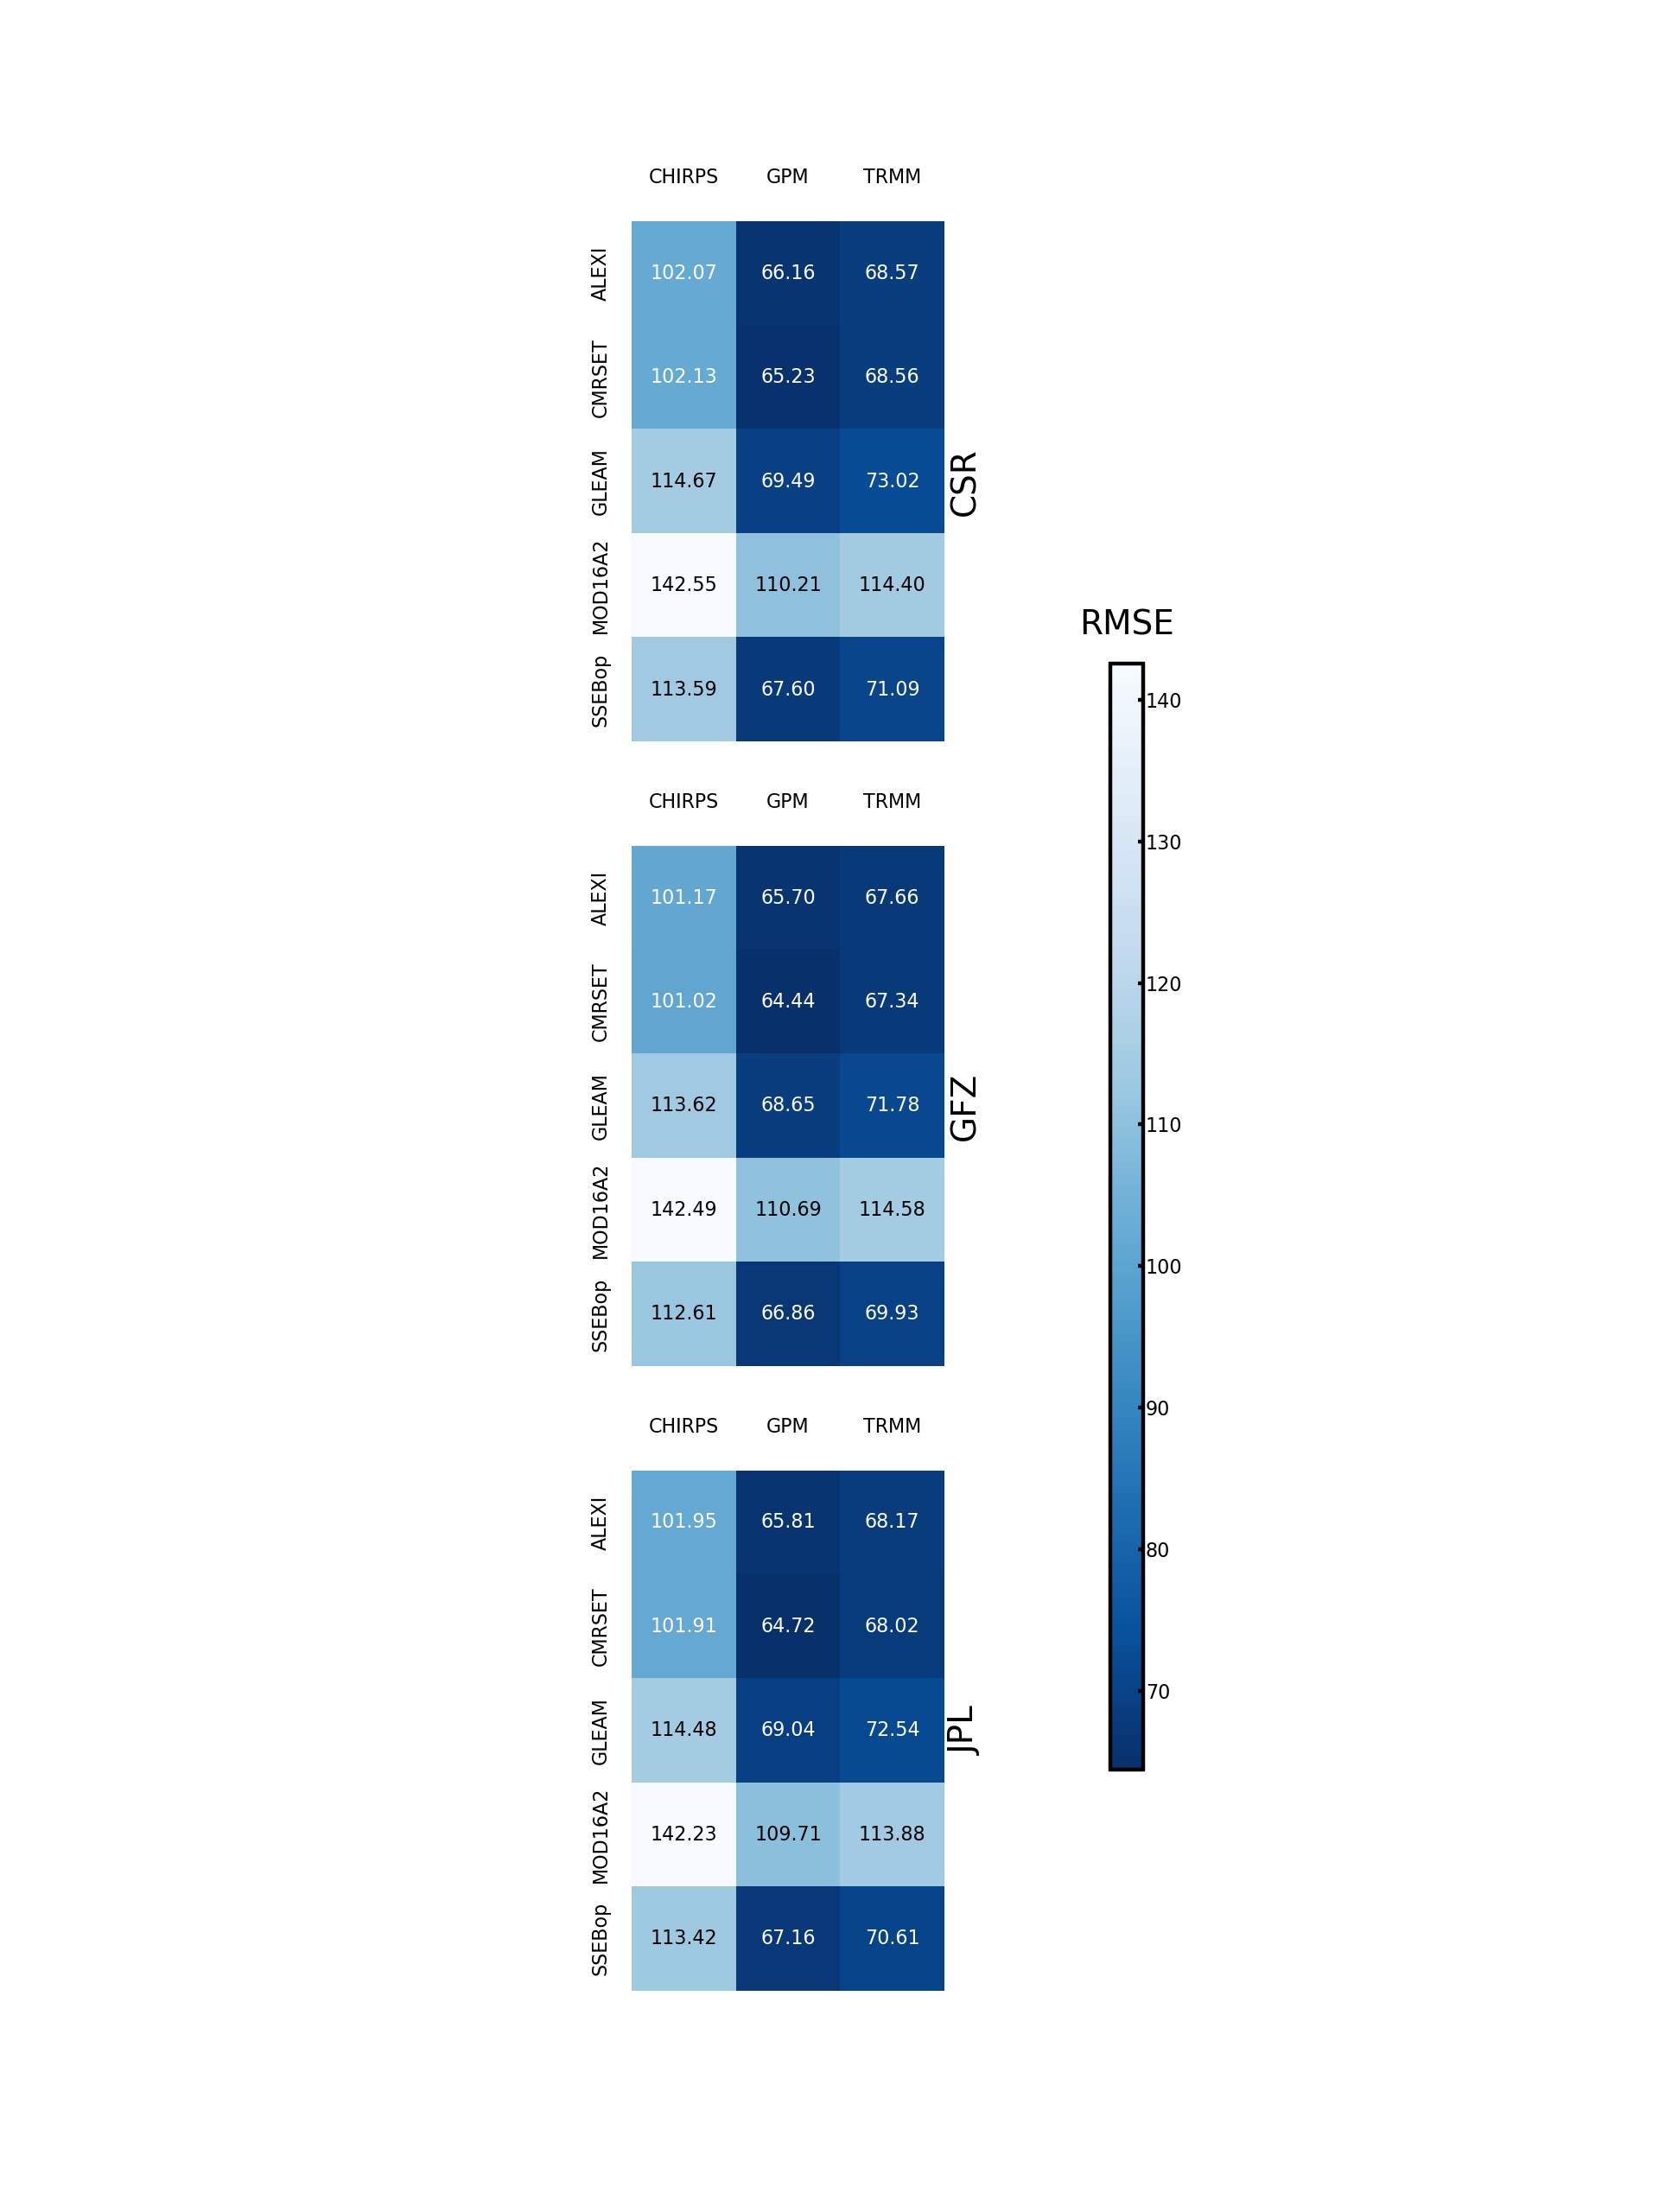 CHIRPS GPM TRMM
ALEXI 102.07 66.16 68.57
CMRSET 102.13 65.23 68.56
GLEAM 114.67 69.49 73.02
CSR
MOD16A2 142.55 110.21 114.40
SSEBop 113.59 67.60 71.09
CHIRPS GPM TRMM
ALEXI 101.17 65.70 67.66
CMRSET 101.02 64.44 67.34
GLEAM 113.62 68.65 71.78
GFZ
MOD16A2 142.49 110.69 114.58
SSEBop 112.61 66.86 69.93
CHIRPS GPM TRMM
ALEXI 101.95 65.81 68.17
CMRSET 101.91 64.72 68.02
GLEAM 114.48 69.04 72.54
JPL
MOD16A2 142.23 109.71 113.88
SSEBop 113.42 67.16 70.61
RMSE
140
130
120
110
100
90
80
70